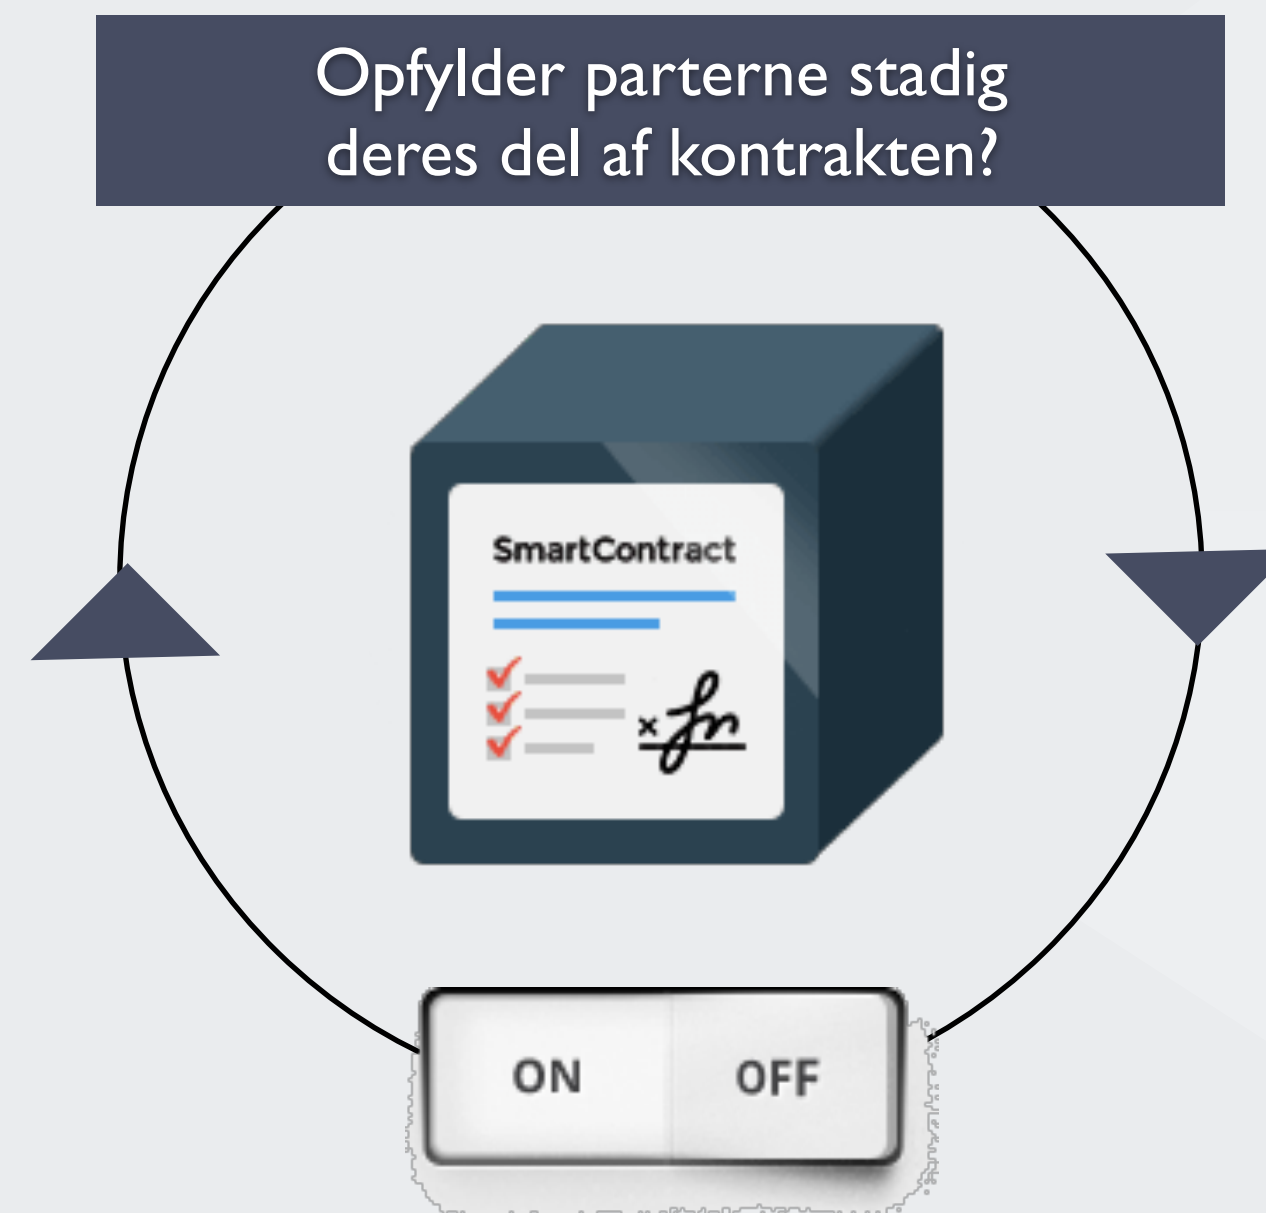 Opfylder parterne stadig
deres del af kontrakten?
SmartContract
ON OFF